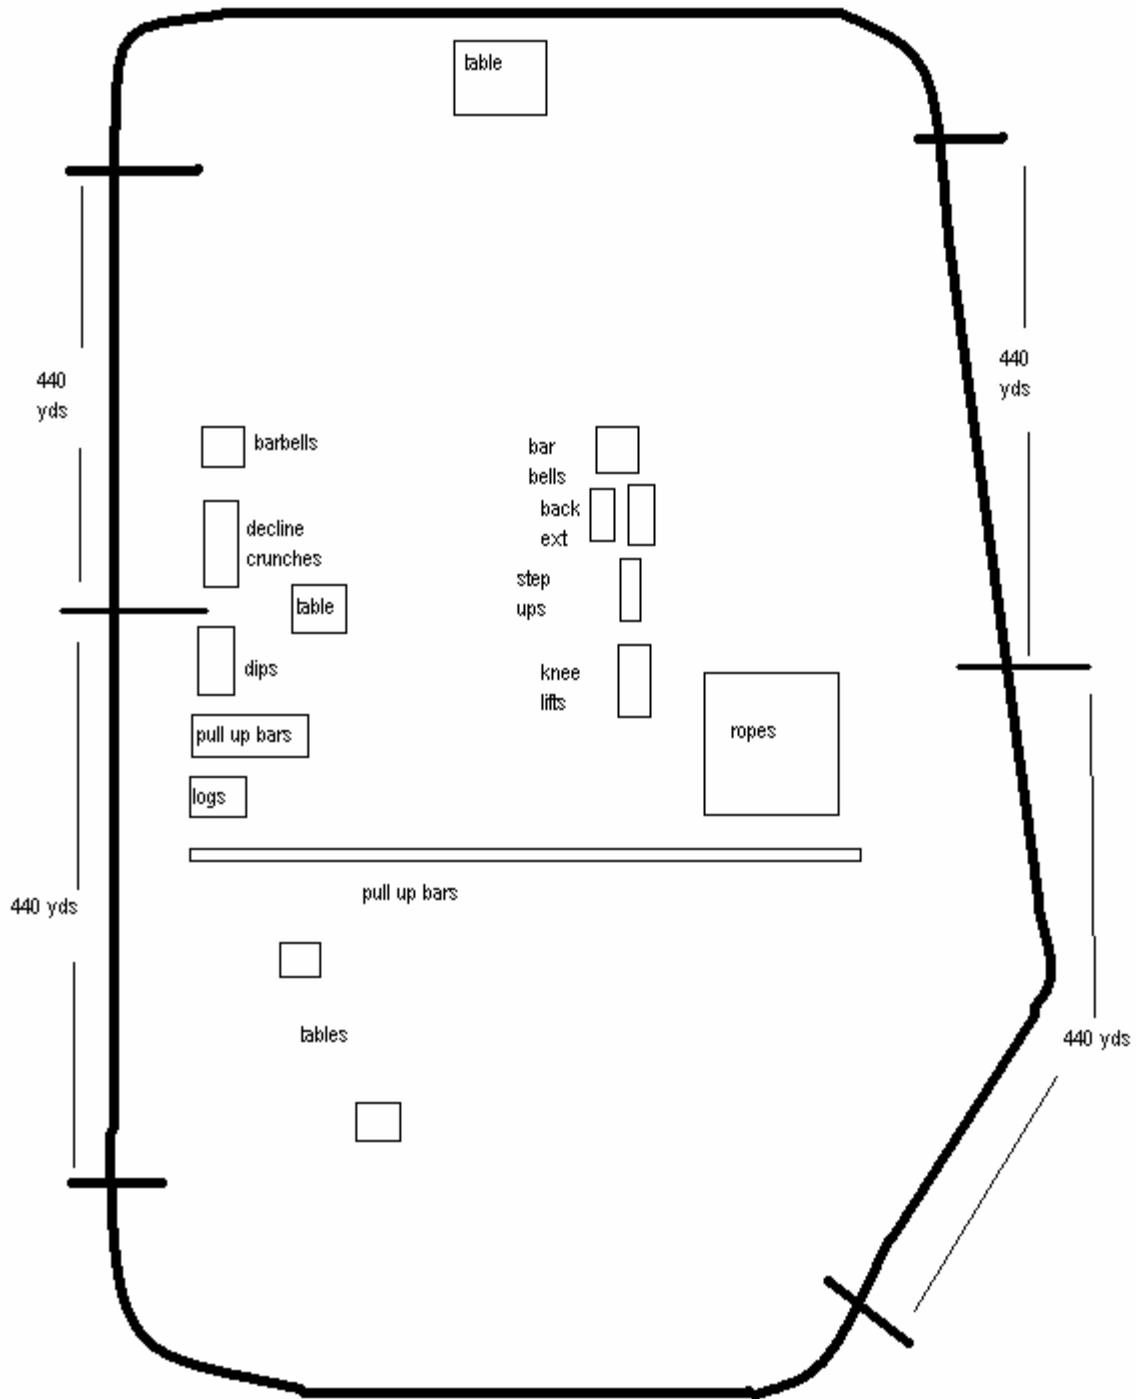 table
440
yds
440
yds
barbells
bar
bells
decline
crunches
back
ext
table
step
ups
dips
knee
lifts
pull up bars
ropes
logs
pull up bars
440 yds
tables
440 yds